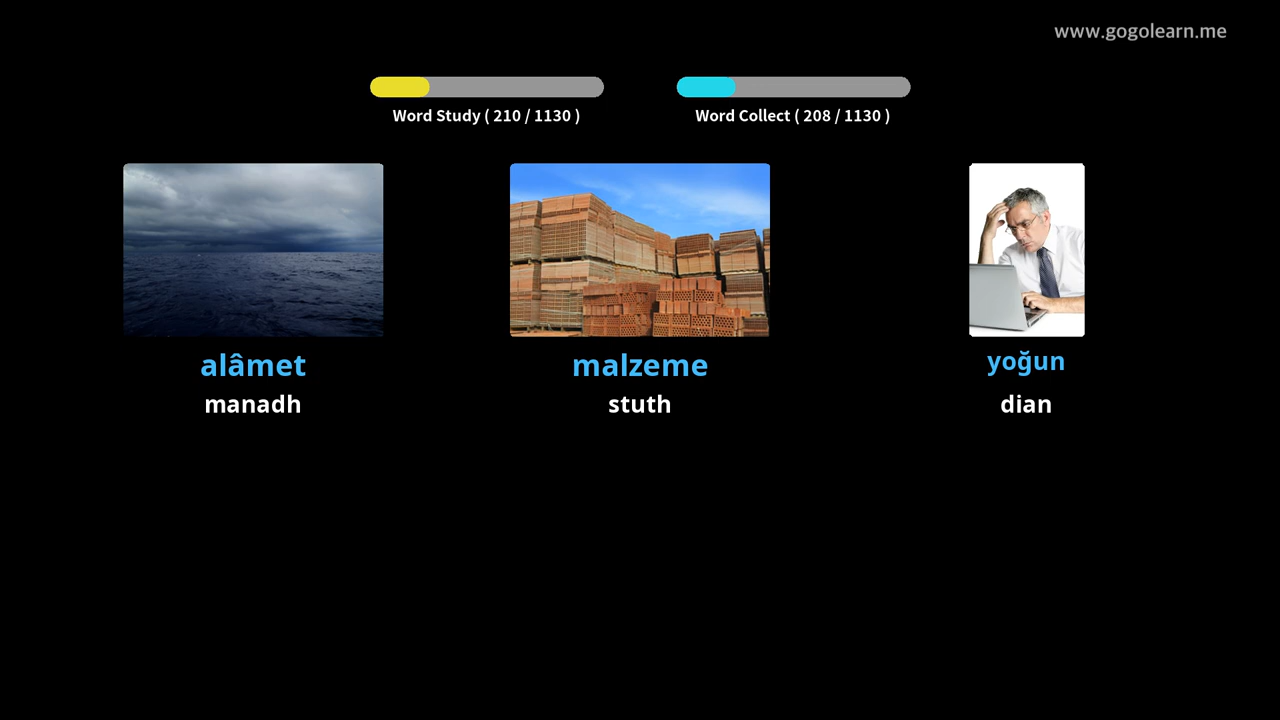 www.gogolearn.me
Word Study ( 210 / 1130 )
Word Collect ( 208 / 1130 )
alâmet
manadh
malzeme
stuth
yoğun
dian